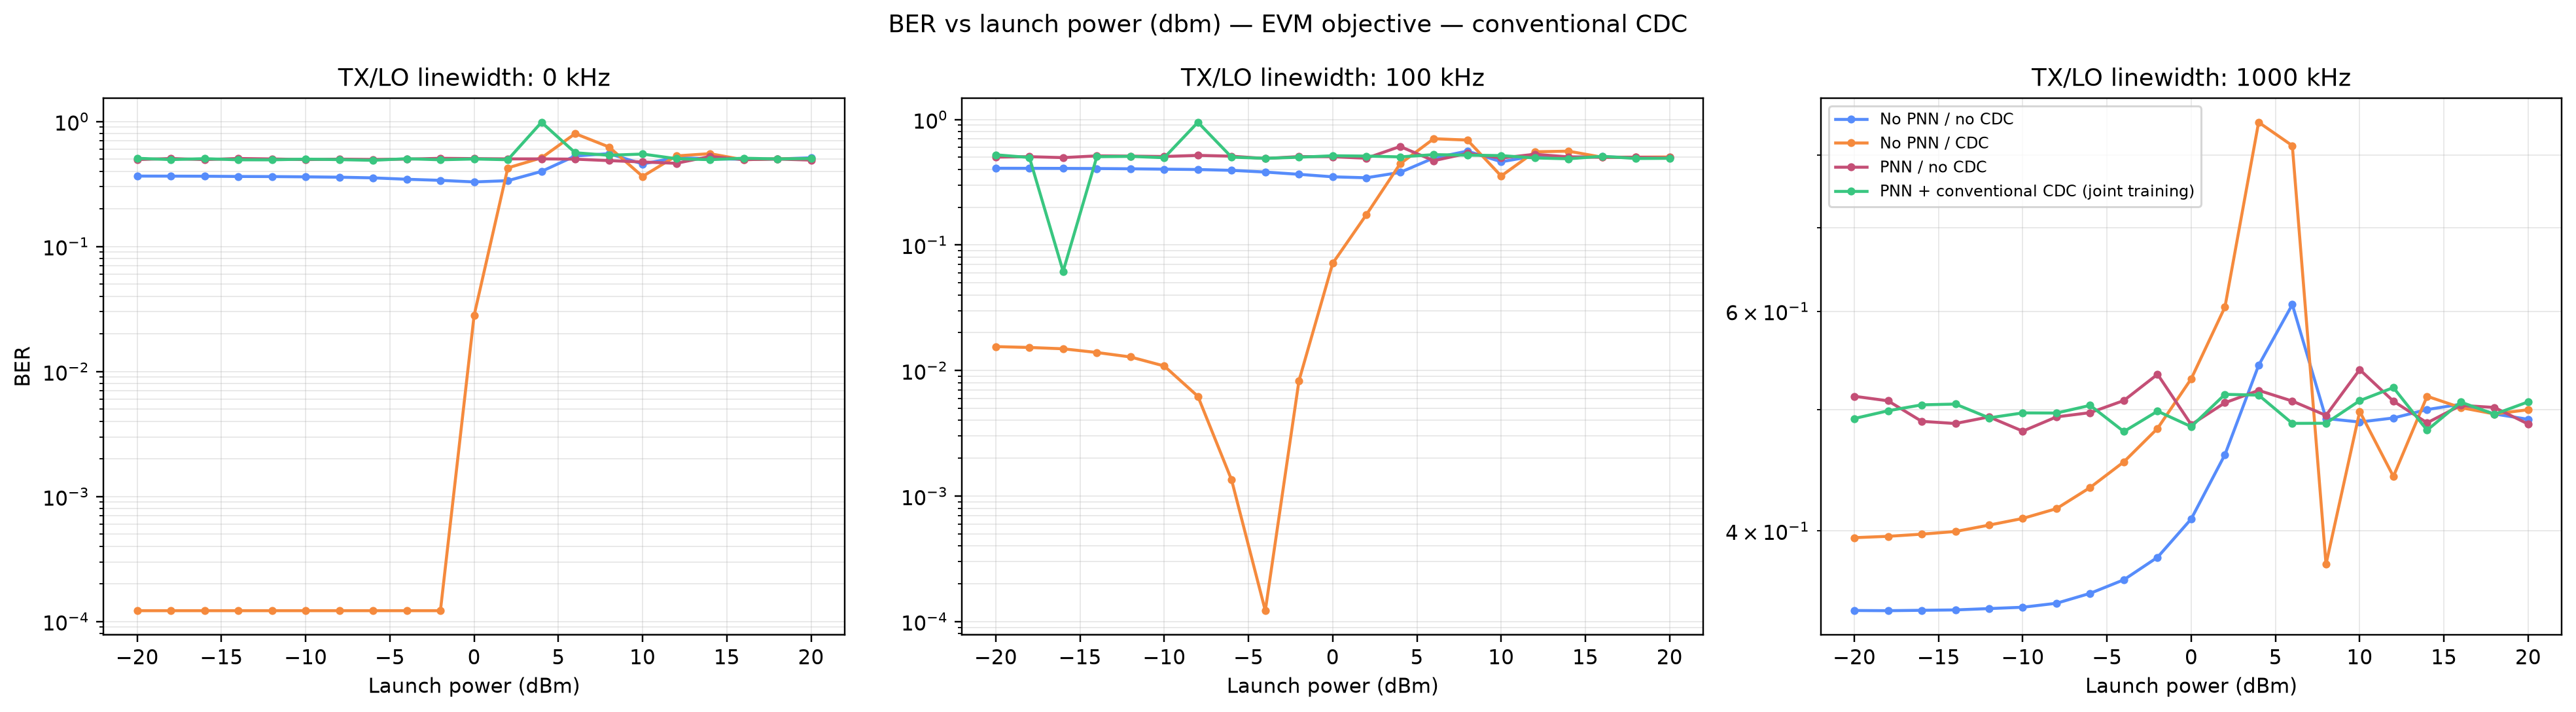 BER vs launch power (dbm) — EVM objective — conventional CDC
TX/LO linewidth: 0 kHz
BER
10⁰
10⁻¹
10⁻²
10⁻³
10⁻⁴
−20 −15 −10 −5 0 5 10 15 20
Launch power (dBm)
TX/LO linewidth: 100 kHz
10⁰
10⁻¹
10⁻²
10⁻³
10⁻⁴
−20 −15 −10 −5 0 5 10 15 20
Launch power (dBm)
TX/LO linewidth: 1000 kHz
No PNN / no CDC
No PNN / CDC
PNN / no CDC
PNN + conventional CDC (joint training)
6 × 10⁻¹
4 × 10⁻¹
−20 −15 −10 −5 0 5 10 15 20
Launch power (dBm)